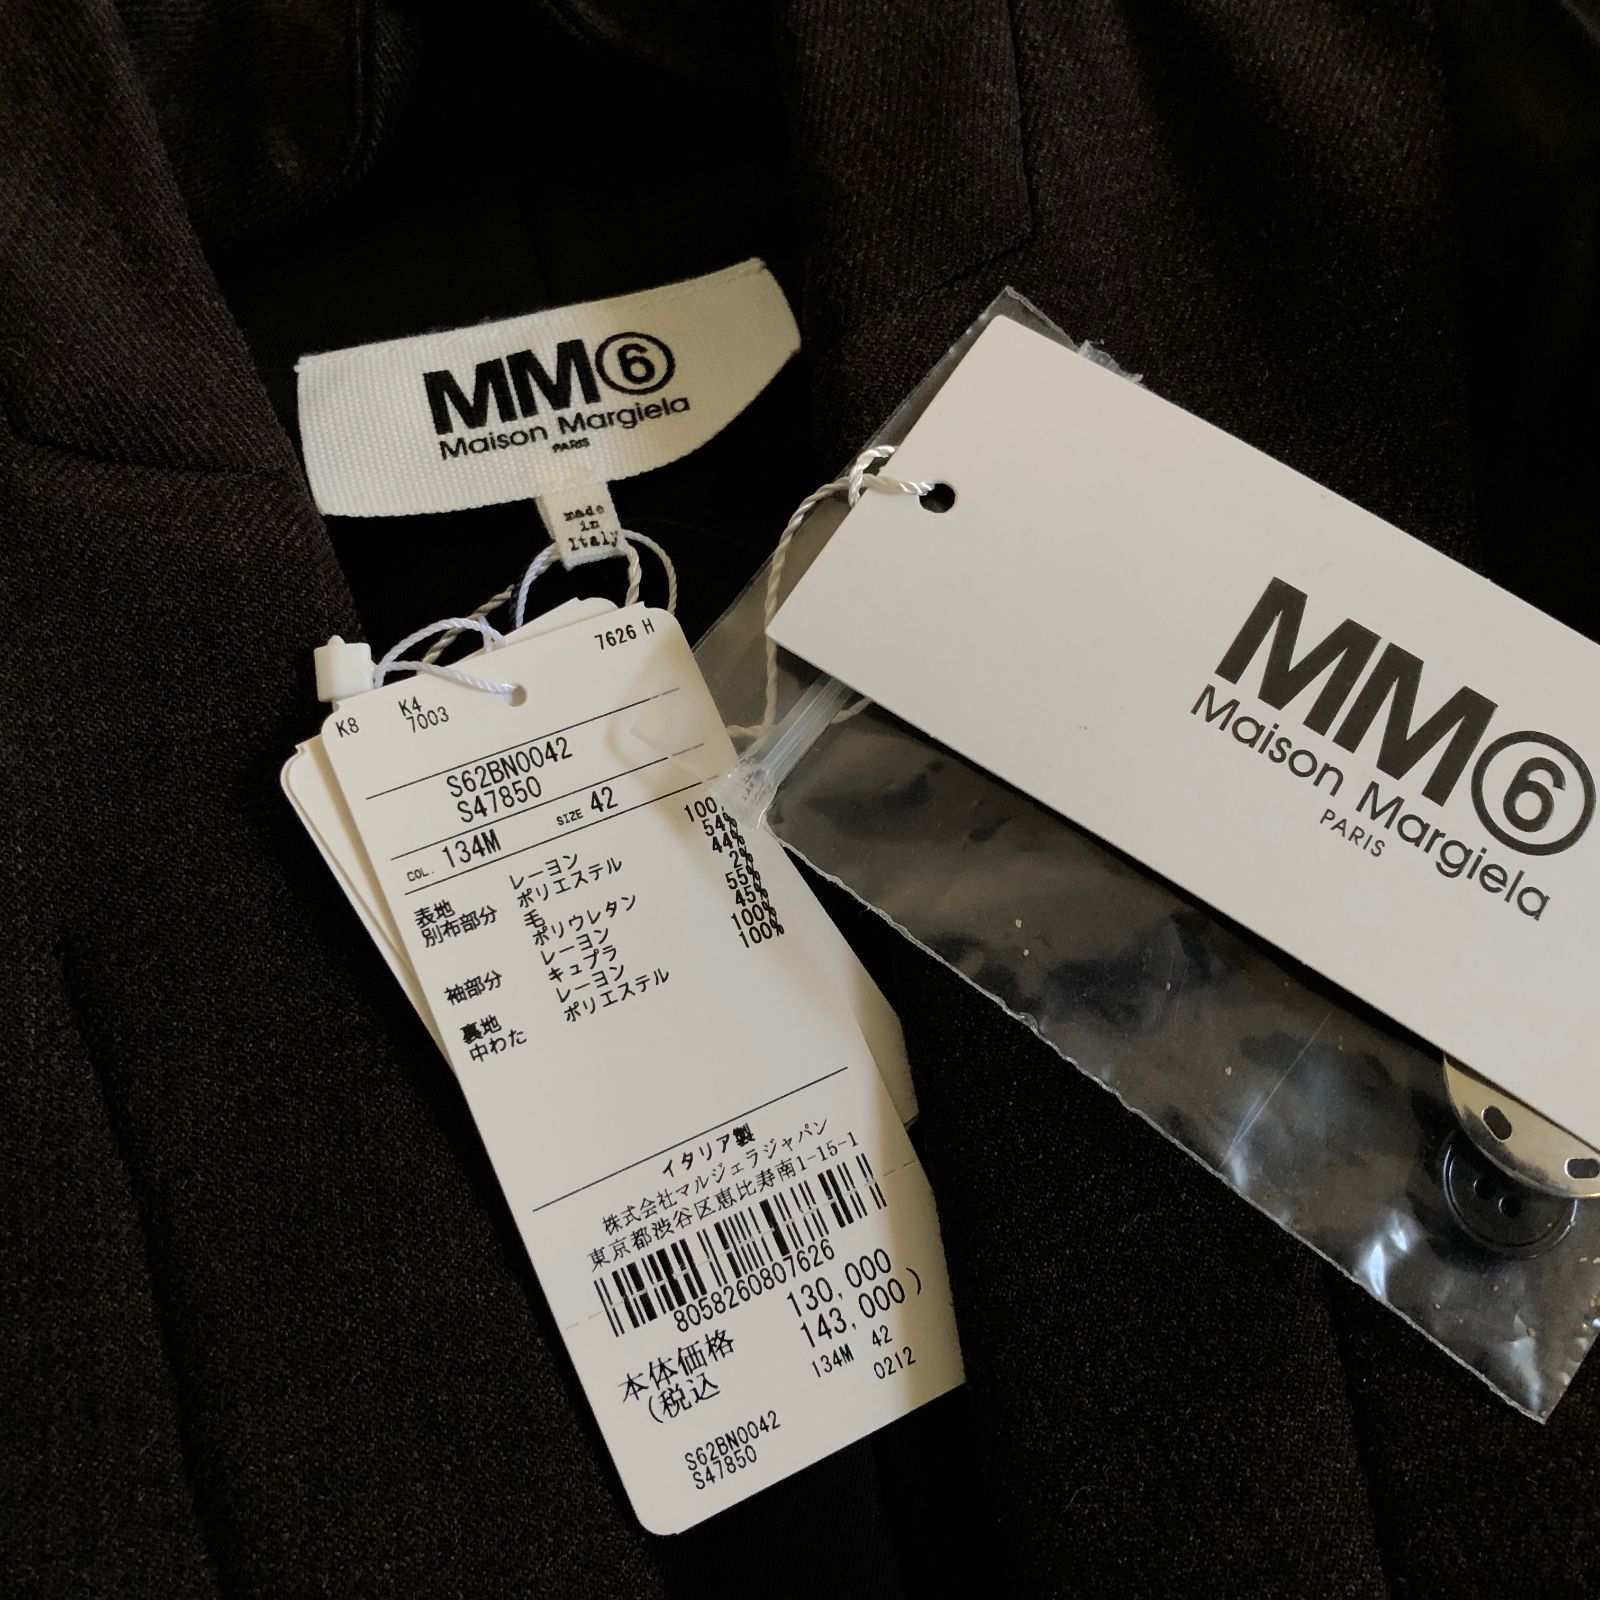 MM⑥
Maison Margiela
PARIS
made
in
Italy
7626 H
K8 K4
7003
S62BN0042
S47850
COL. 134M SIZE 42
表地 レーヨン 100%
別布部分 ポリエステル 54%
毛 44%
ポリウレタン 2%
袖部分 レーヨン 55%
キュプラ 45%
裏地 レーヨン 100%
中わた ポリエステル 100%
イタリア製
株式会社マルジェラジャパン
東京都渋谷区恵比寿南1-15-1
8058260807626
本体価格 130,000
(税込 143,000)
134M 42
0212
S62BN0042
S47850
MM⑥
Maison Margiela
PARIS